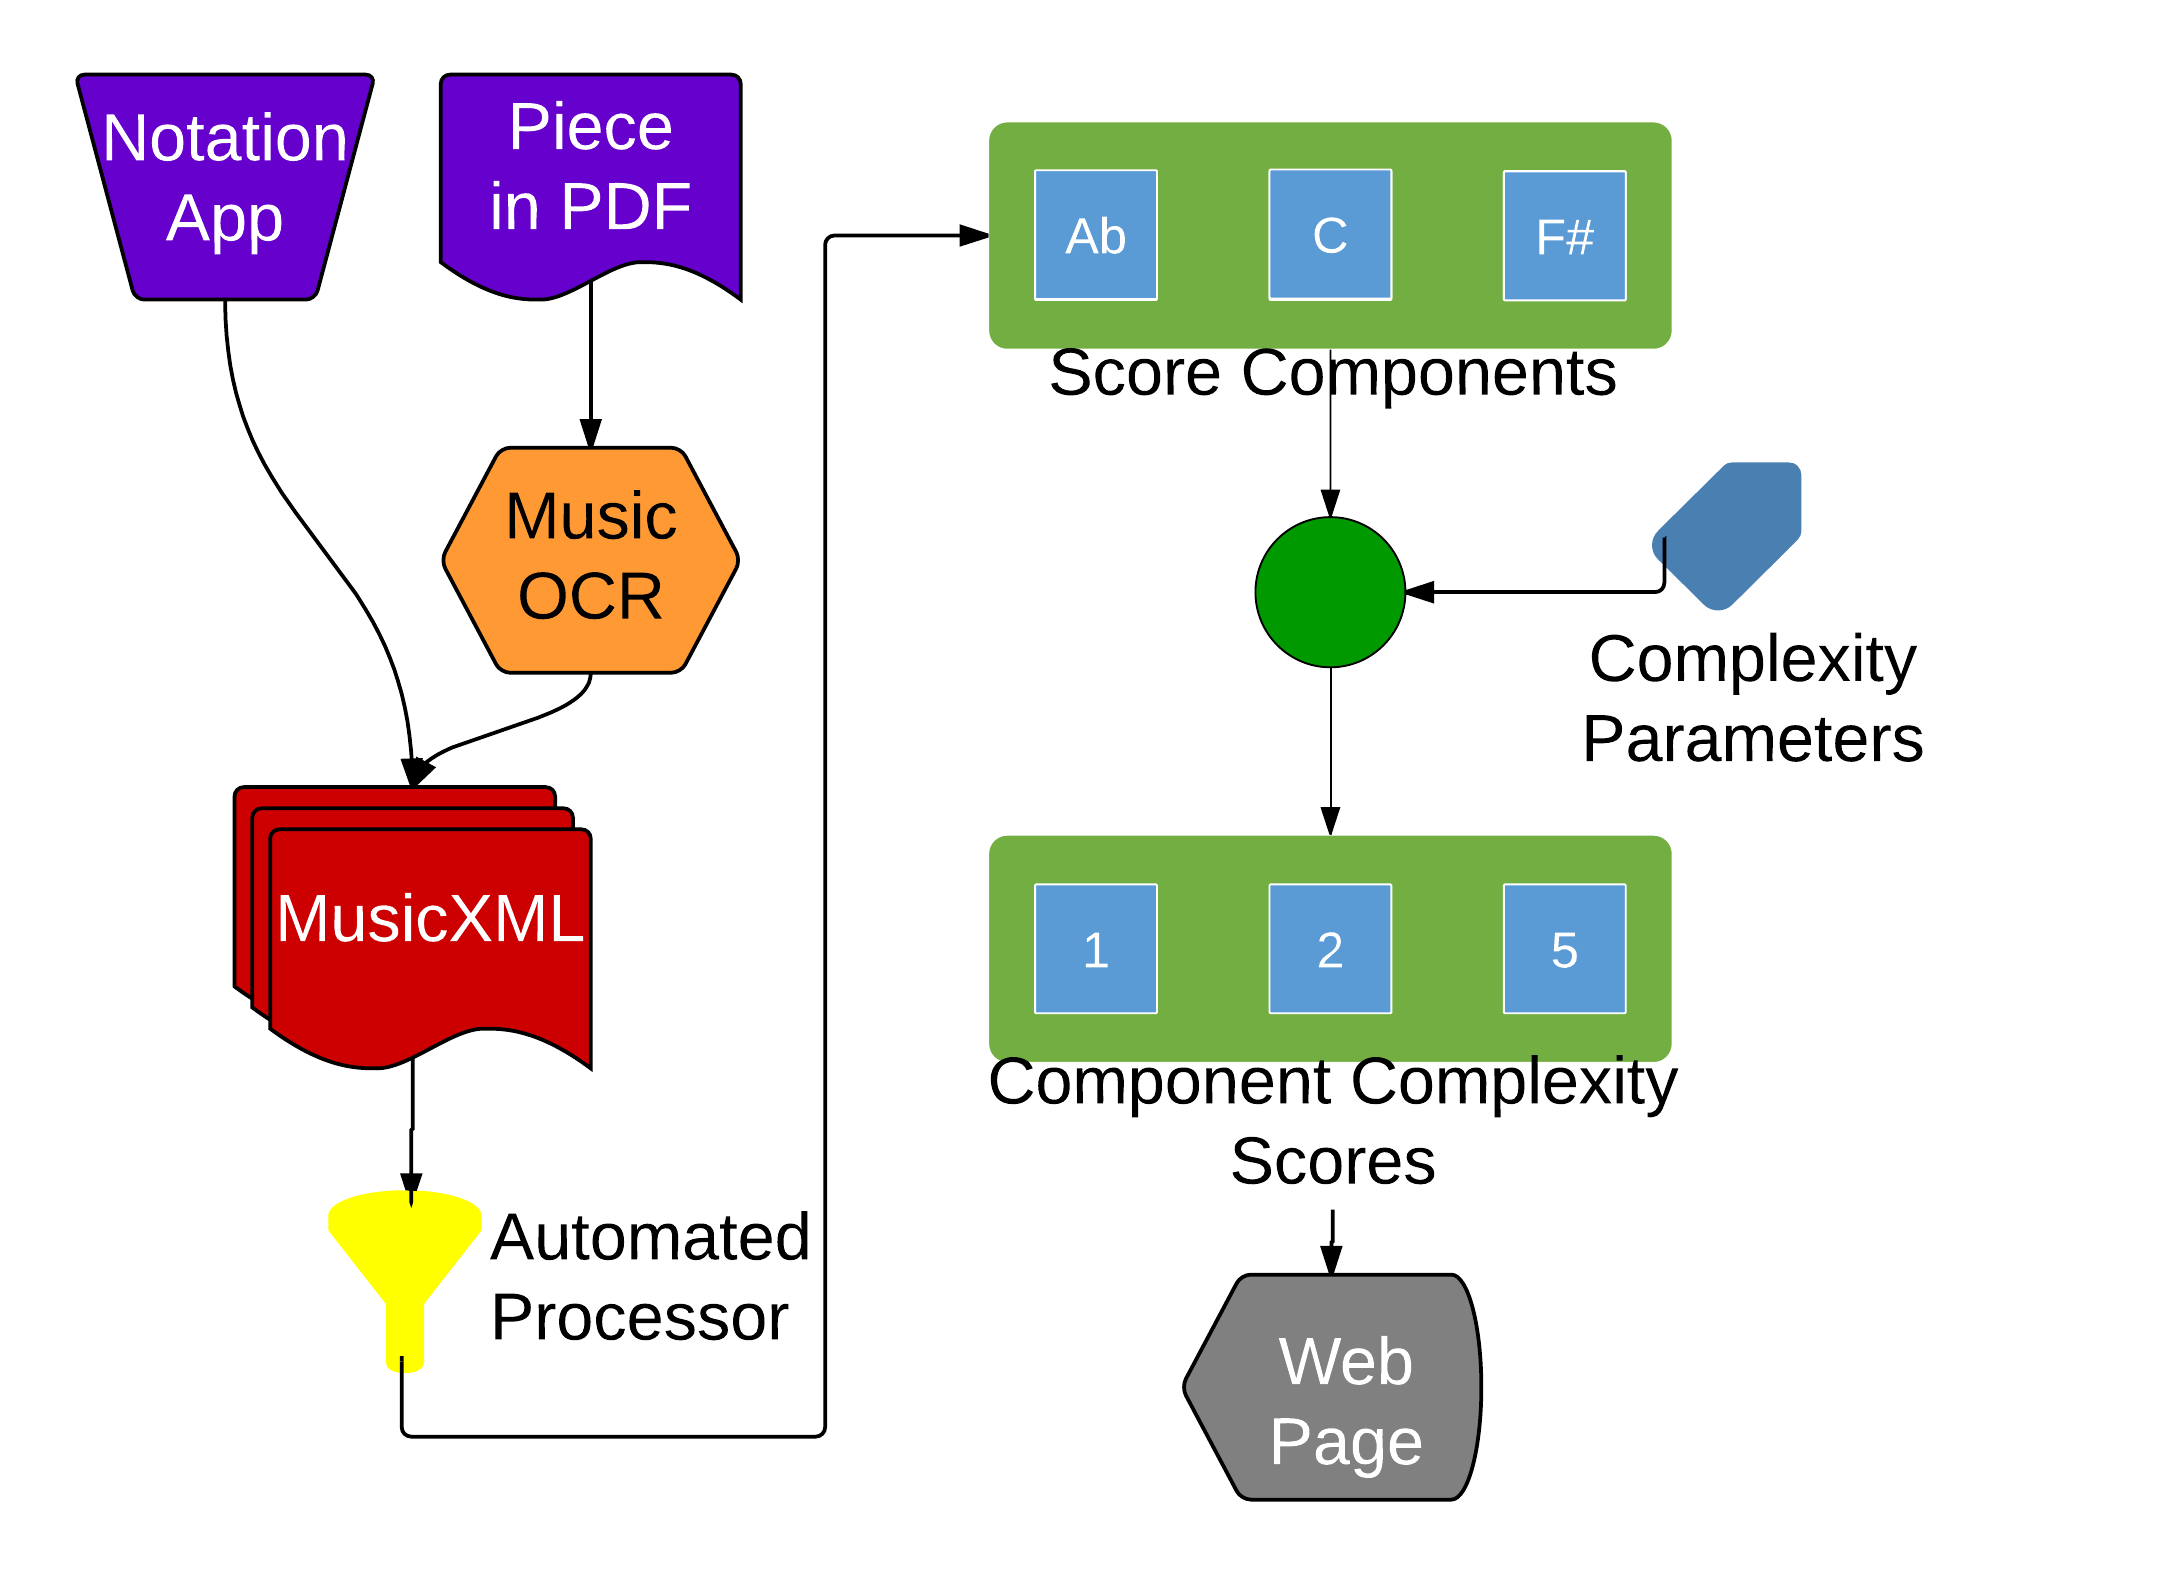 Notation
App
Piece
in PDF
Music
OCR
MusicXML
Automated
Processor
Ab
C
F#
Score Components
Complexity
Parameters
1
2
5
Component Complexity
Scores
Web
Page